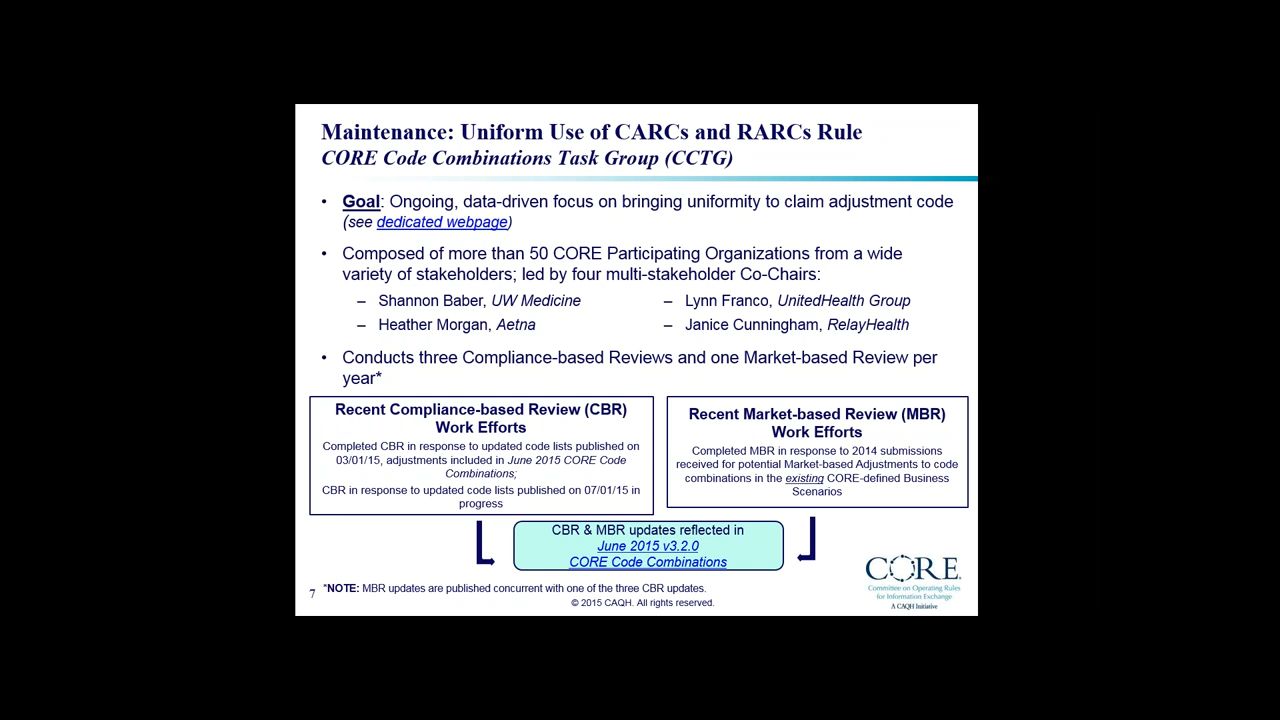 Maintenance: Uniform Use of CARCs and RARCs Rule
CORE Code Combinations Task Group (CCTG)
• Goal: Ongoing, data-driven focus on bringing uniformity to claim adjustment code
(see dedicated webpage)
• Composed of more than 50 CORE Participating Organizations from a wide
variety of stakeholders; led by four multi-stakeholder Co-Chairs:
– Shannon Baber, UW Medicine
– Lynn Franco, UnitedHealth Group
– Heather Morgan, Aetna
– Janice Cunningham, RelayHealth
• Conducts three Compliance-based Reviews and one Market-based Review per
year*
Recent Compliance-based Review (CBR)
Work Efforts
Completed CBR in response to updated code lists published on
03/01/15, adjustments included in June 2015 CORE Code
Combinations;
CBR in response to updated code lists published on 07/01/15 in
progress
Recent Market-based Review (MBR)
Work Efforts
Completed MBR in response to 2014 submissions
received for potential Market-based Adjustments to code
combinations in the existing CORE-defined Business
Scenarios
CBR & MBR updates reflected in
June 2015 v3.2.0
CORE Code Combinations
*NOTE: MBR updates are published concurrent with one of the three CBR updates.
7
© 2015 CAQH. All rights reserved.
CORE®
Committee on Operating Rules
for Information Exchange
A CAQH Initiative